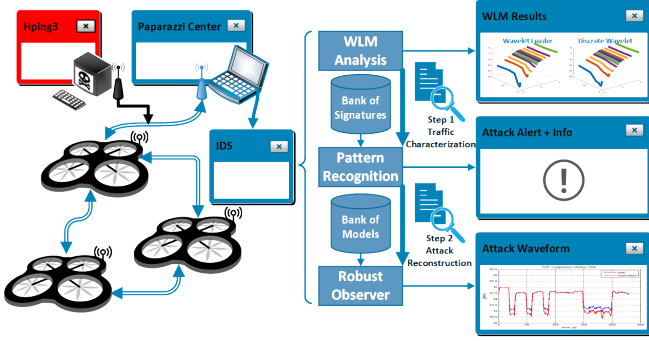 Hping3
Paparazzi Center
IDS
WLM
Analysis
Bank of
Signatures
Pattern
Recognition
Bank of
Models
Robust
Observer
Step 1
Traffic
Characterization
Step 2
Attack
Reconstruction
WLM Results
Wavelet Leader
Discrete Wavelet
Attack Alert + Info
Attack Waveform